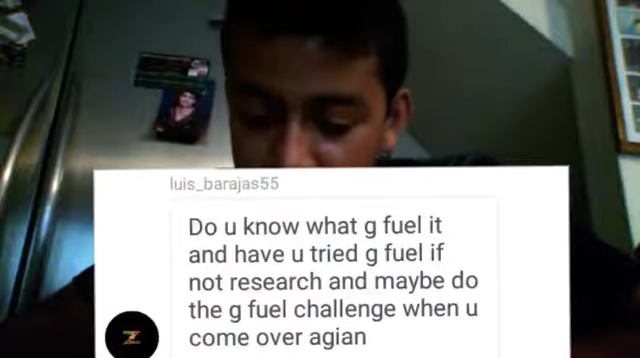 luis_barajas55
Do u know what g fuel it
and have u tried g fuel if
not research and maybe do
the g fuel challenge when u
come over agian